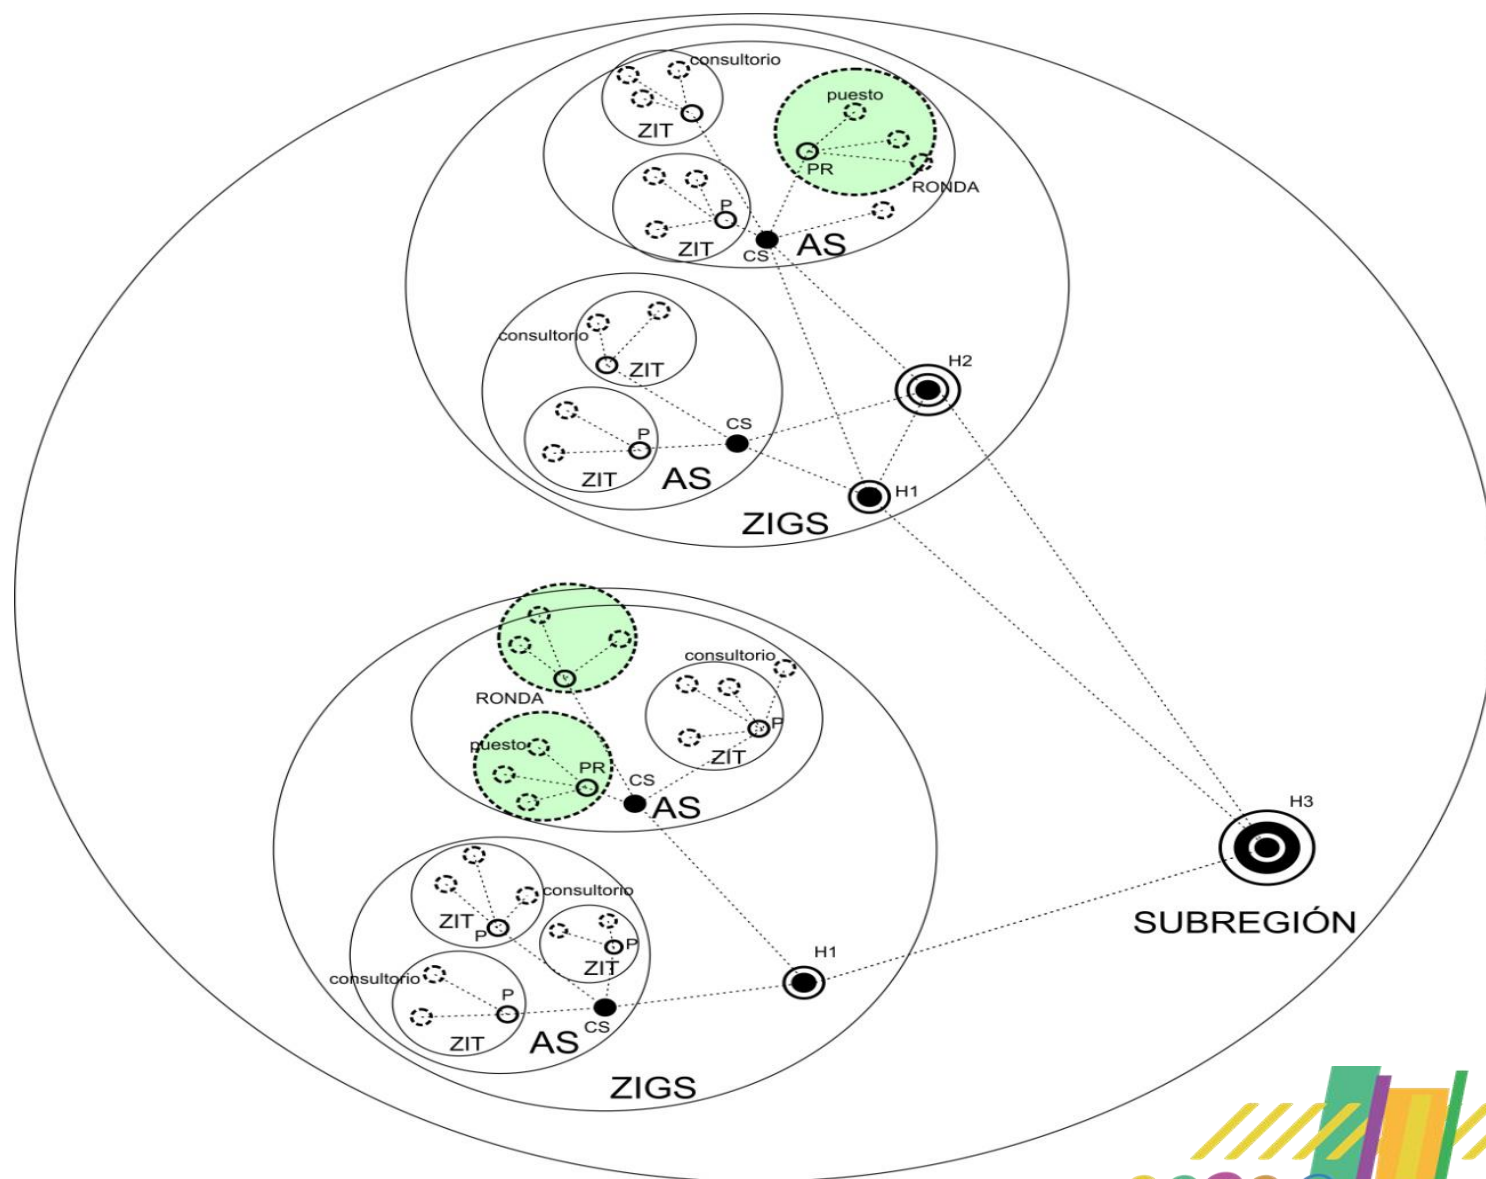 consultorio
puesto
ZIT
PR
RONDA
P
ZIT
CS
AS
consultorio
ZIT
H2
P
CS
ZIT
AS
H1
ZIGS
consultorio
RONDA
P
puesto
ZIT
PR
CS
AS
H3
consultorio
ZIT
P
P
ZIT
SUBREGIÓN
consultorio
H1
P
CS
ZIT
AS
ZIGS